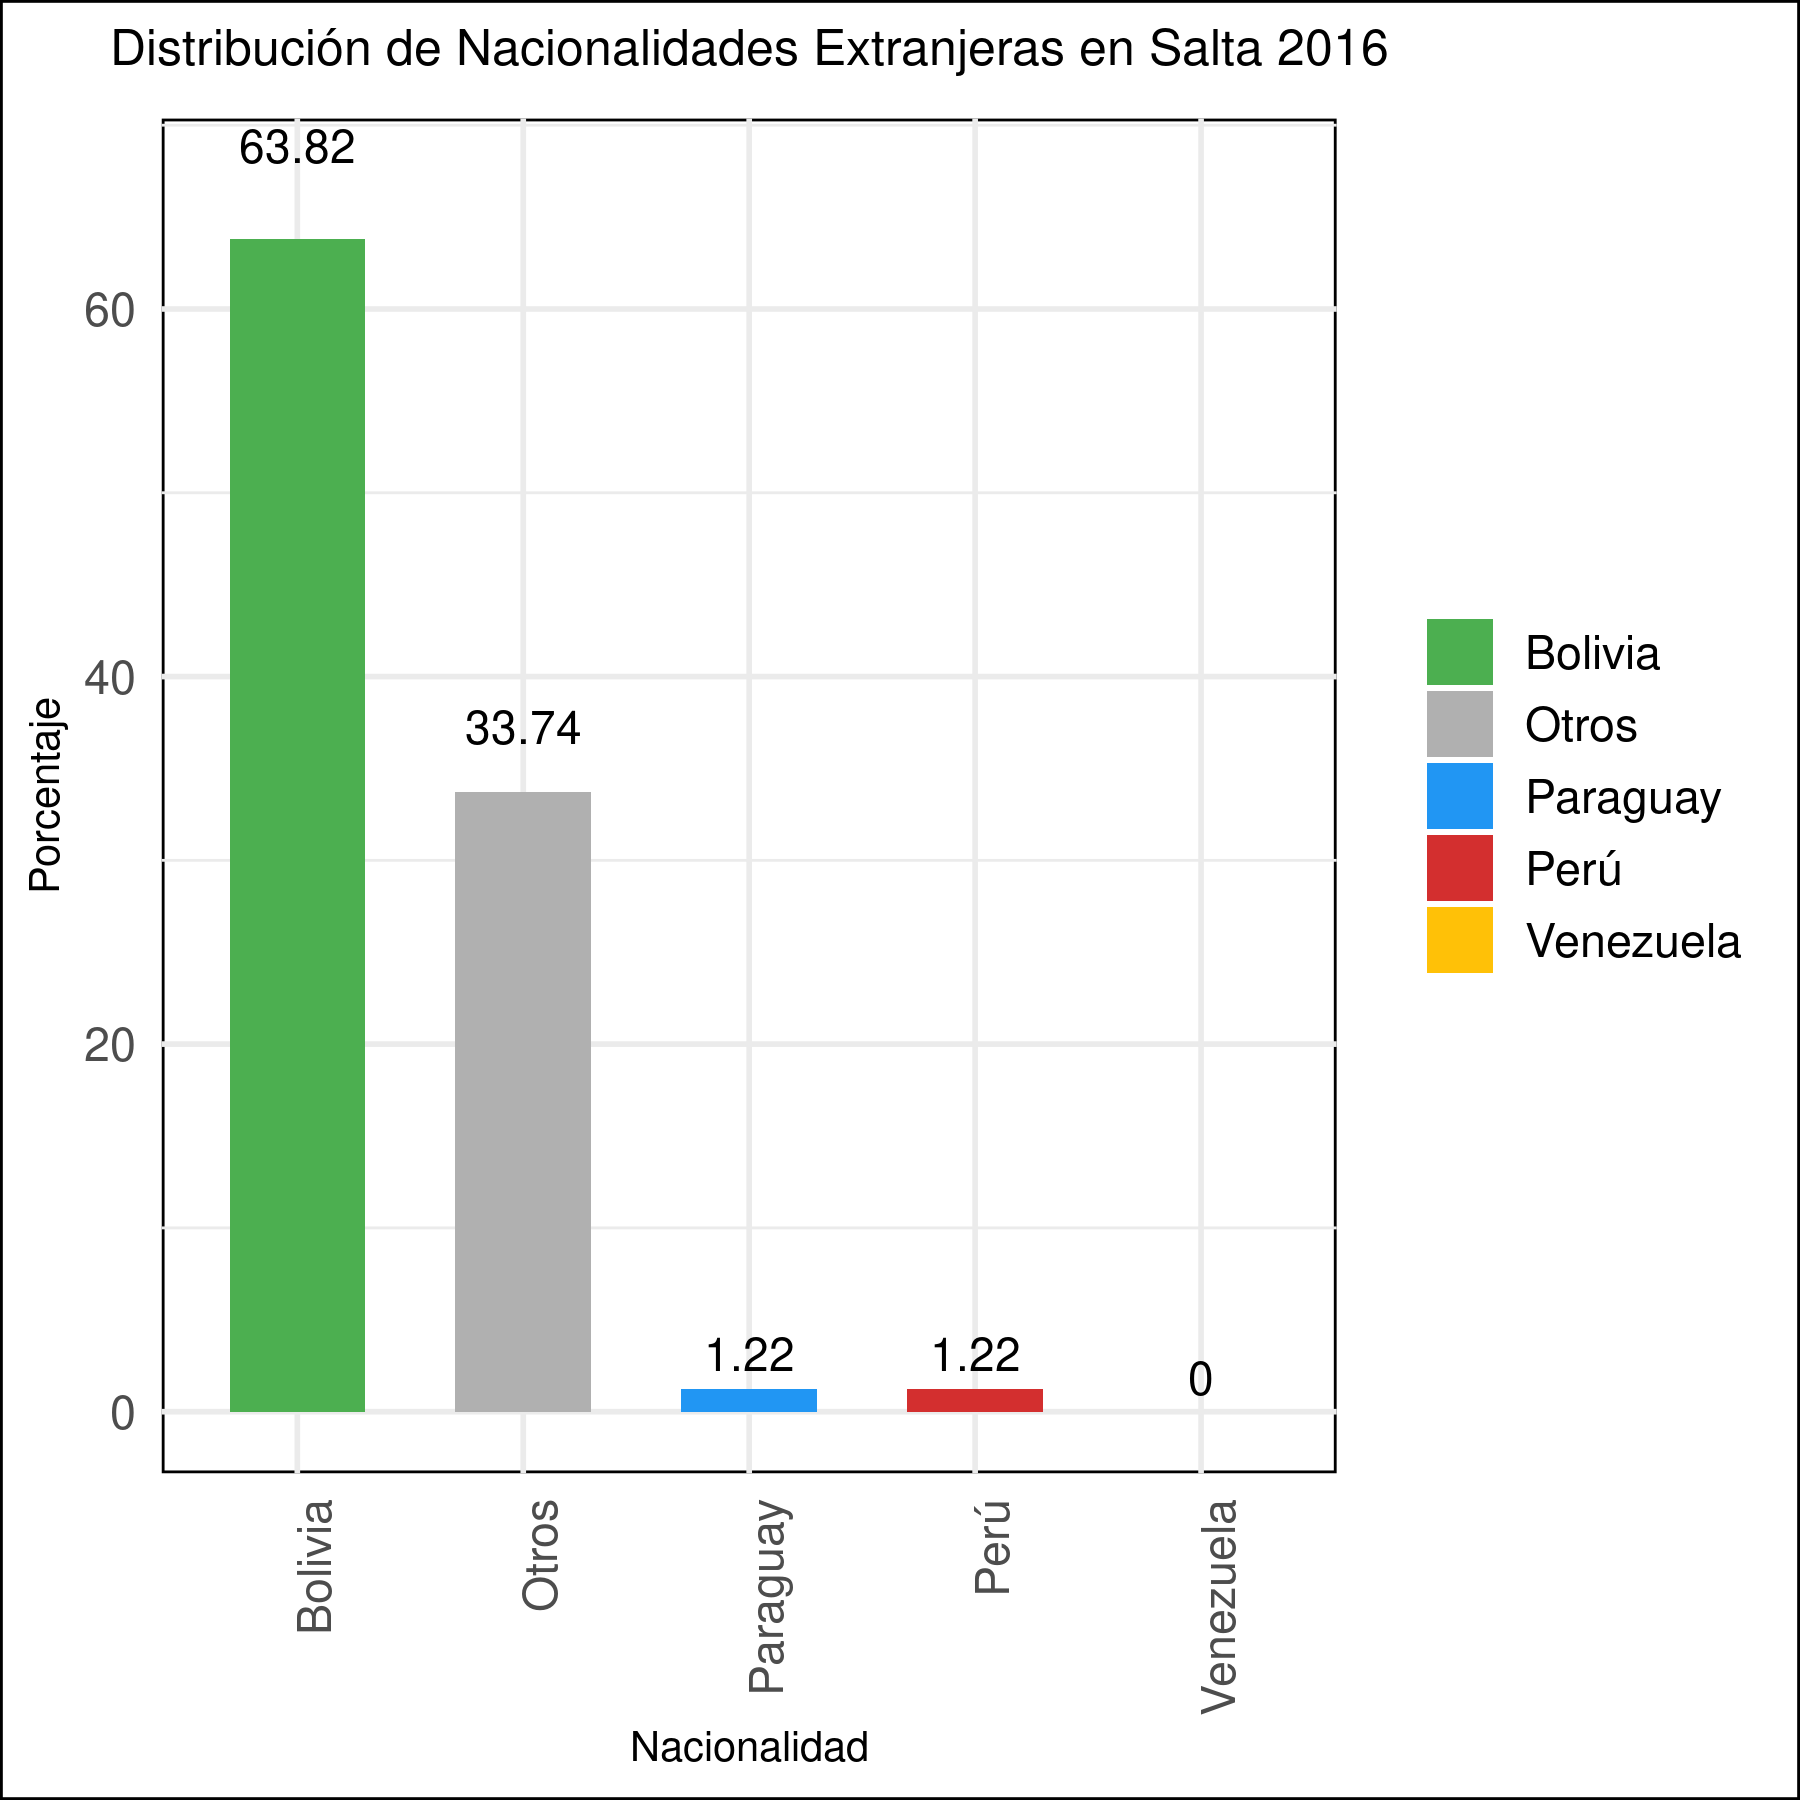 Distribución de Nacionalidades Extranjeras en Salta 2016
63.82
33.74
1.22
1.22
0
60
40
20
0
Porcentaje
Bolivia
Otros
Paraguay
Perú
Venezuela
Nacionalidad
Bolivia
Otros
Paraguay
Perú
Venezuela